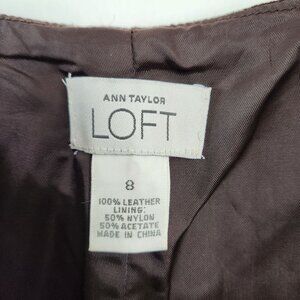 ANN TAYLOR
LOFT
8
100% LEATHER
LINING:
50% NYLON
50% ACETATE
MADE IN CHINA